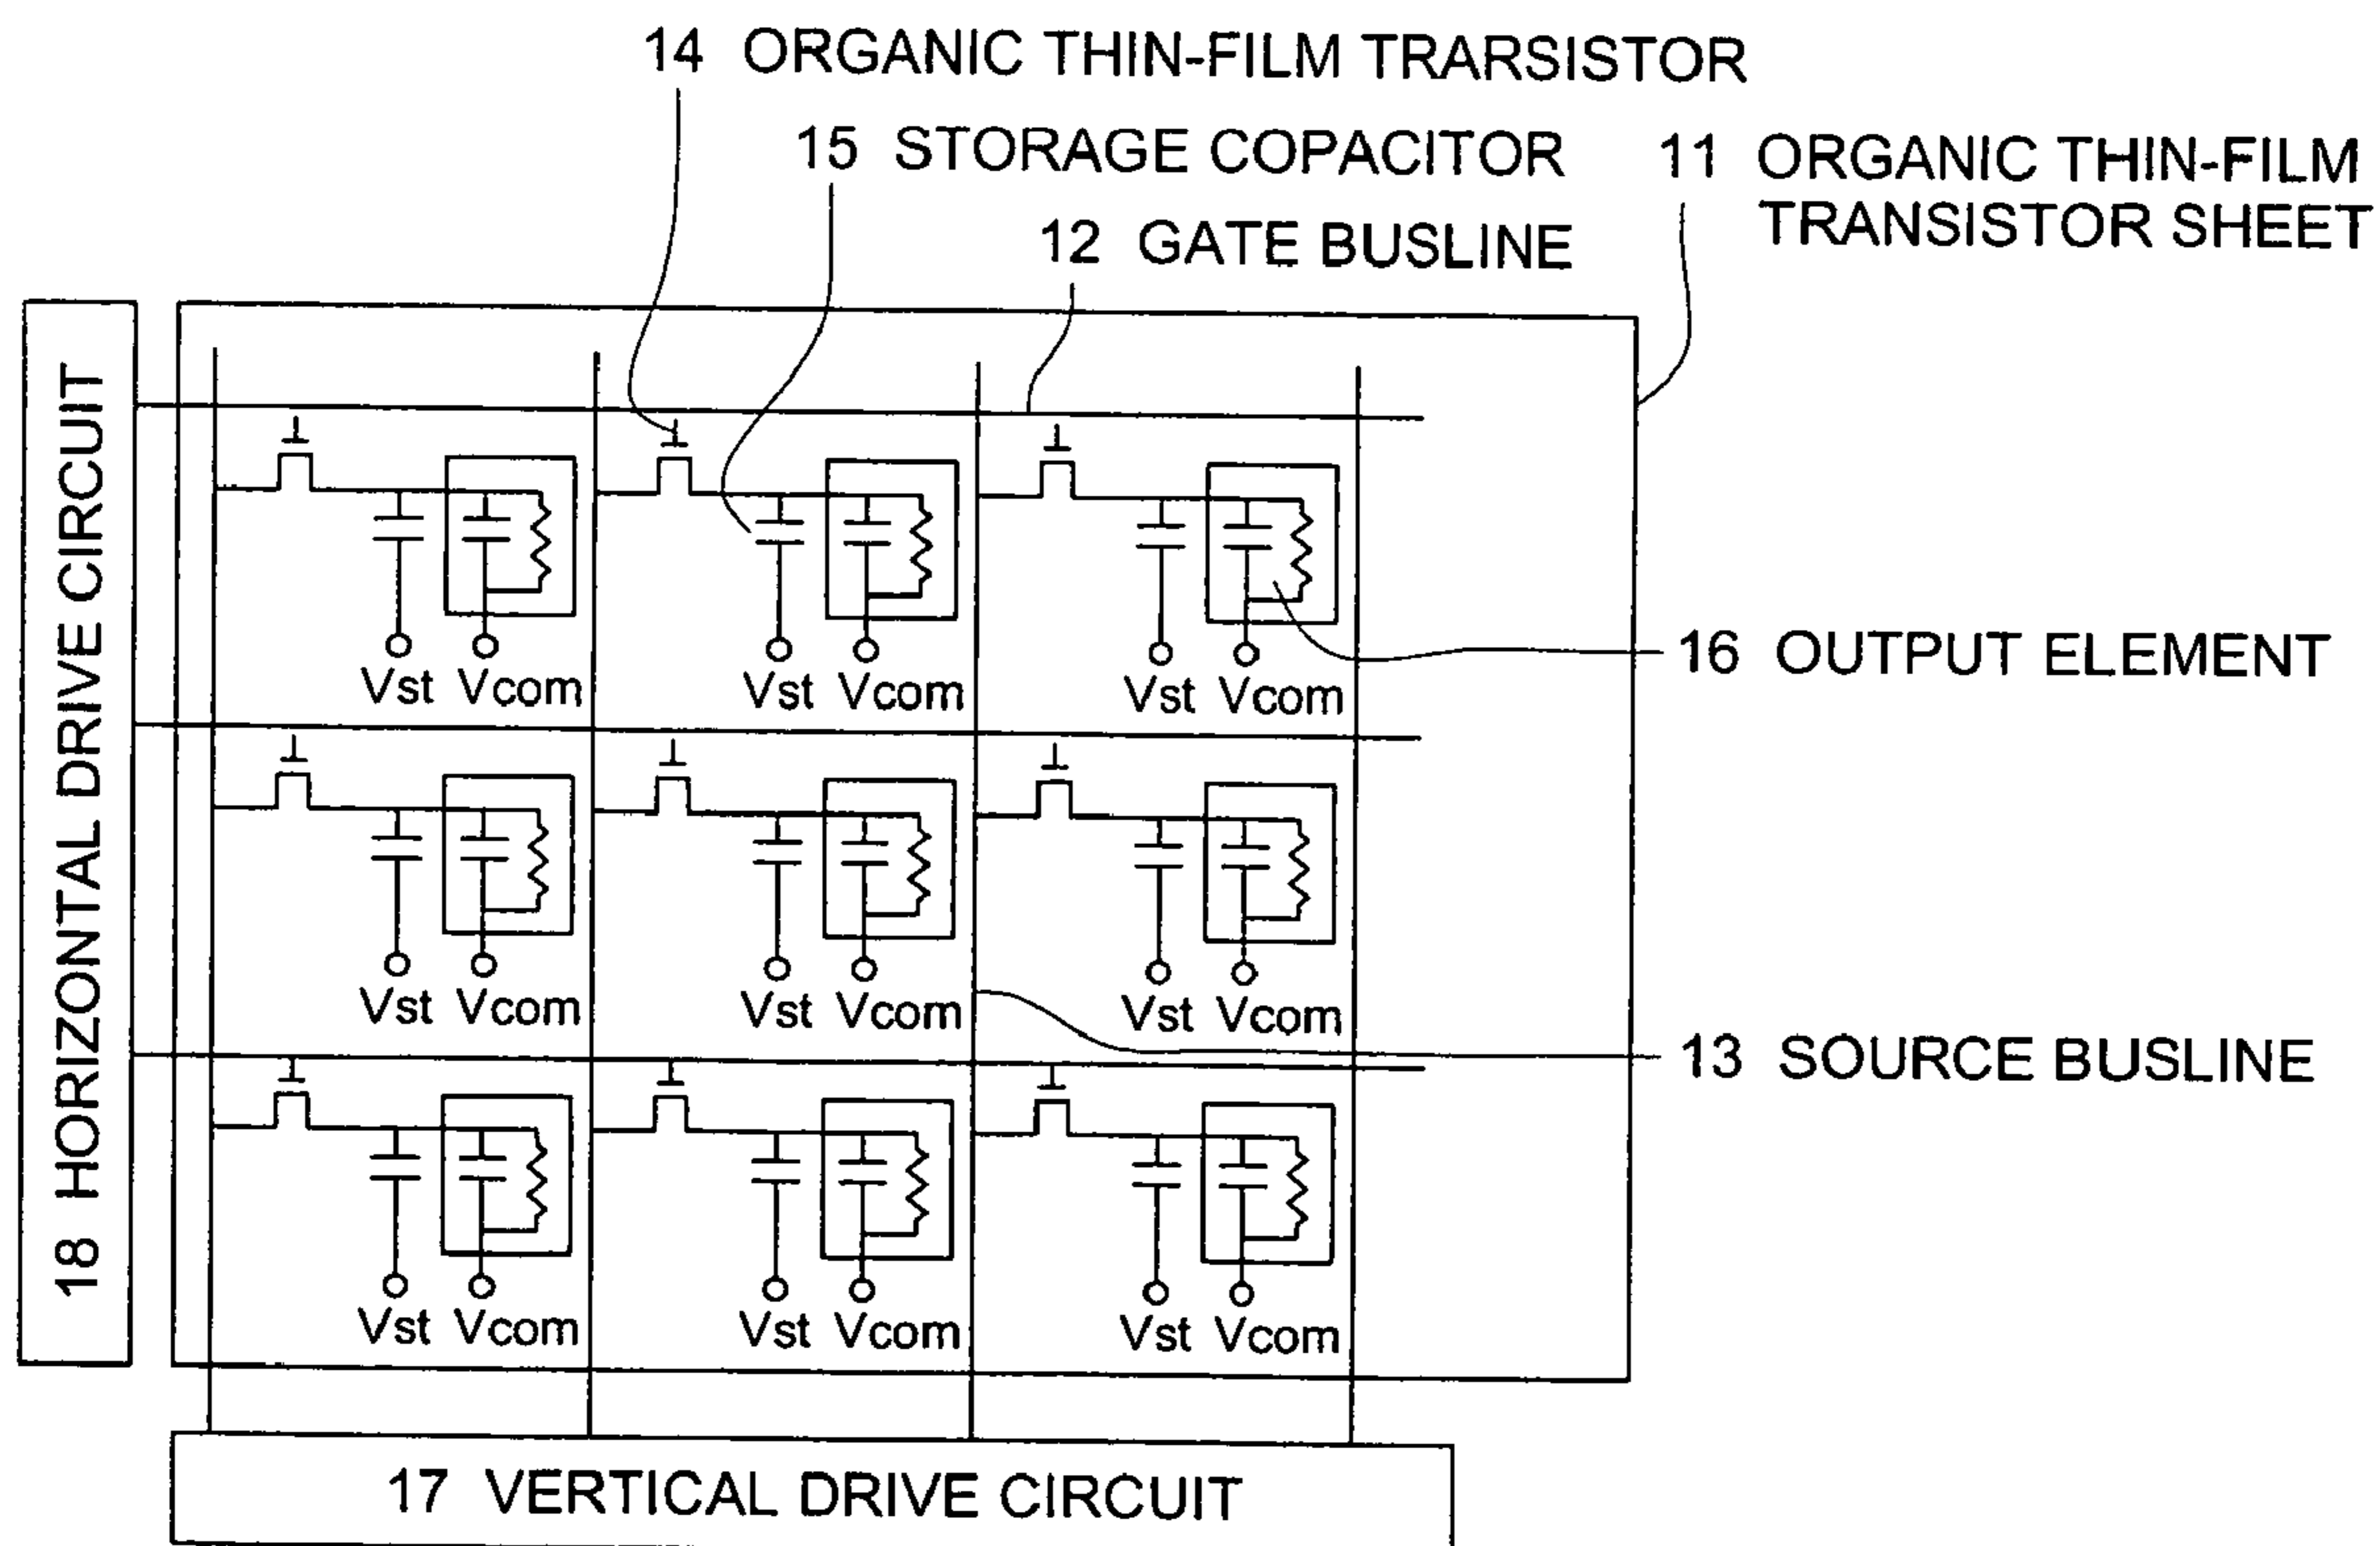 14 ORGANIC THIN-FILM TRARSISTOR
15 STORAGE COPACITOR
11 ORGANIC THIN-FILM
TRANSISTOR SHEET
12 GATE BUSLINE
18 HORIZONTAL DRIVE CIRCUIT
Vst Vcom Vst Vcom Vst Vcom
16 OUTPUT ELEMENT
Vst Vcom Vst Vcom Vst Vcom
13 SOURCE BUSLINE
Vst Vcom Vst Vcom Vst Vcom
17 VERTICAL DRIVE CIRCUIT